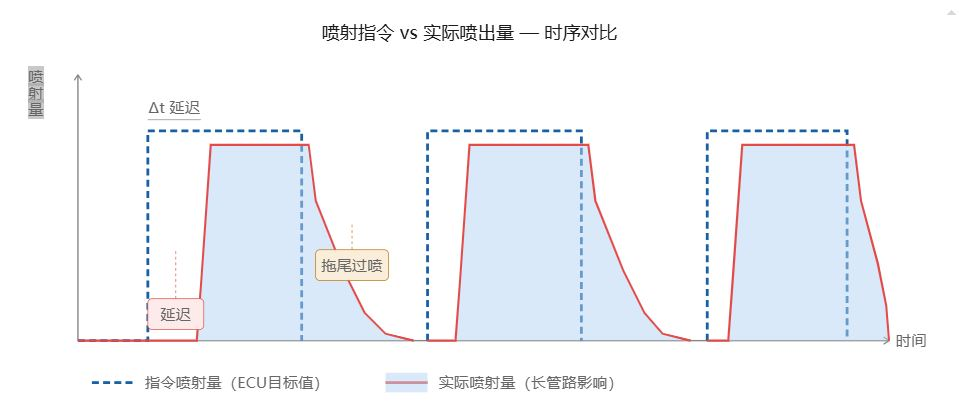 喷射指令 vs 实际喷出量 — 时序对比
喷射量
Δt 延迟
拖尾过喷
延迟
时间
指令喷射量（ECU目标值）
实际喷射量（长管路影响）